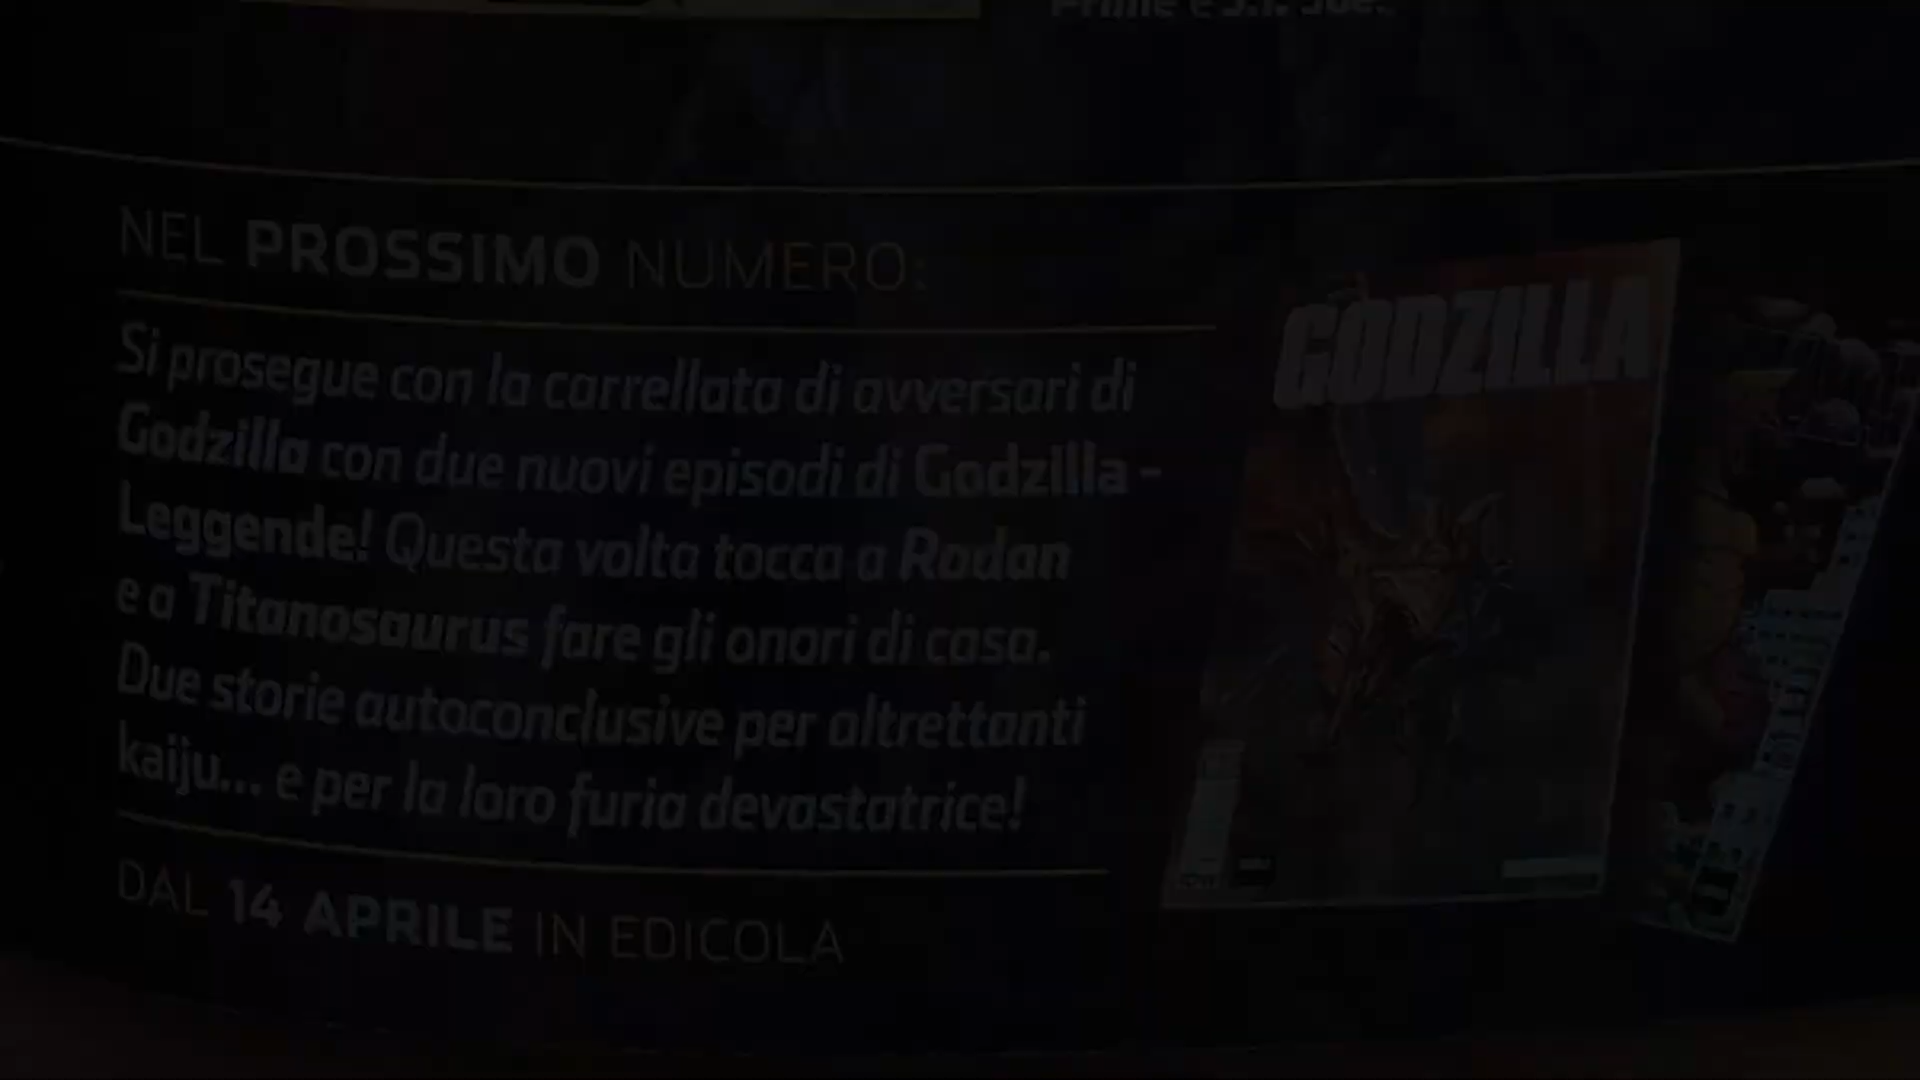 NEL PROSSIMO NUMERO:
Si prosegue con la carrellata di avversari di
Godzilla con due nuovi episodi di Godzilla -
Leggende! Questa volta tocca a Rodan
e a Titanosaurus fare gli onori di casa.
Due storie autoconclusive per altrettanti
kaiju... e per la loro furia devastatrice!
DAL 14 APRILE IN EDICOLA
GODZILLA